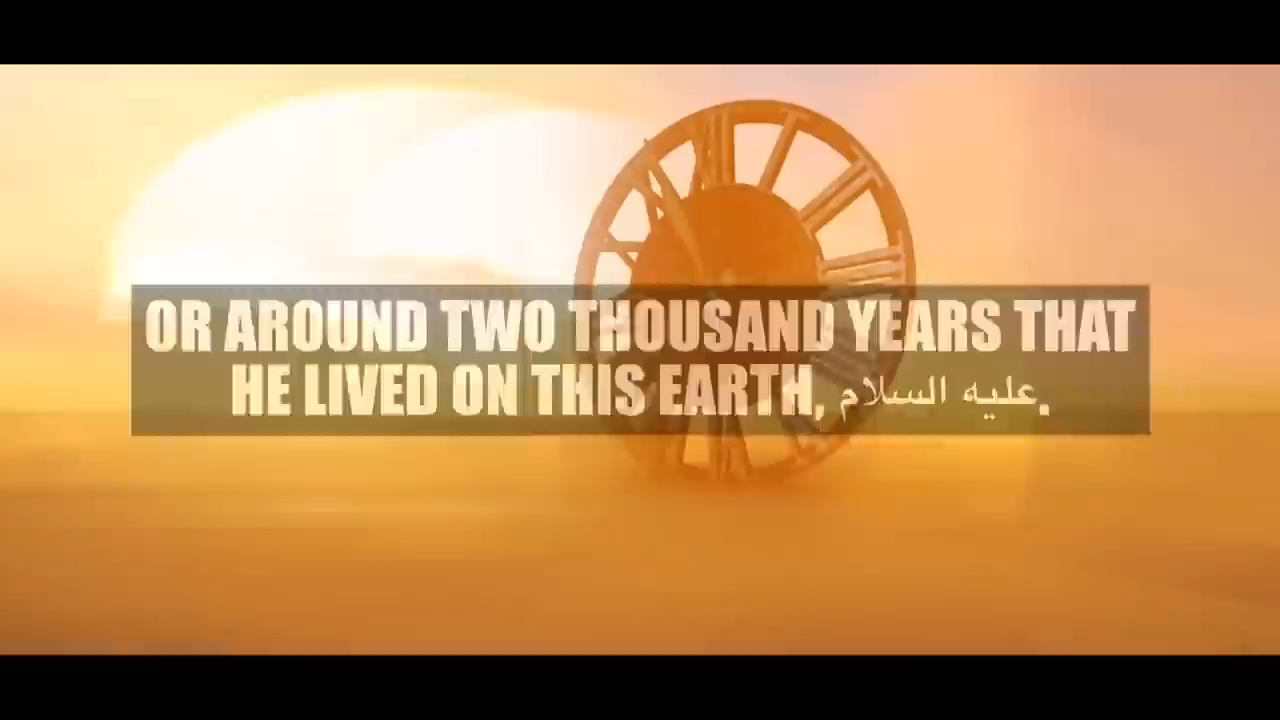 OR AROUND TWO THOUSAND YEARS THAT
HE LIVED ON THIS EARTH, عليه السلام.